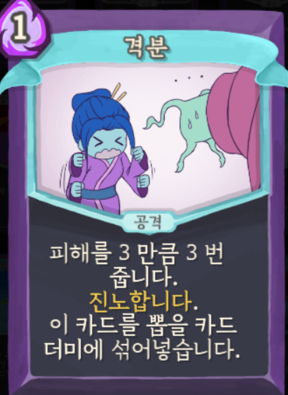 1
격분
...
공격
피해를 3 만큼 3 번
줍니다.
진노합니다.
이 카드를 뽑을 카드
더미에 섞어넣습니다.